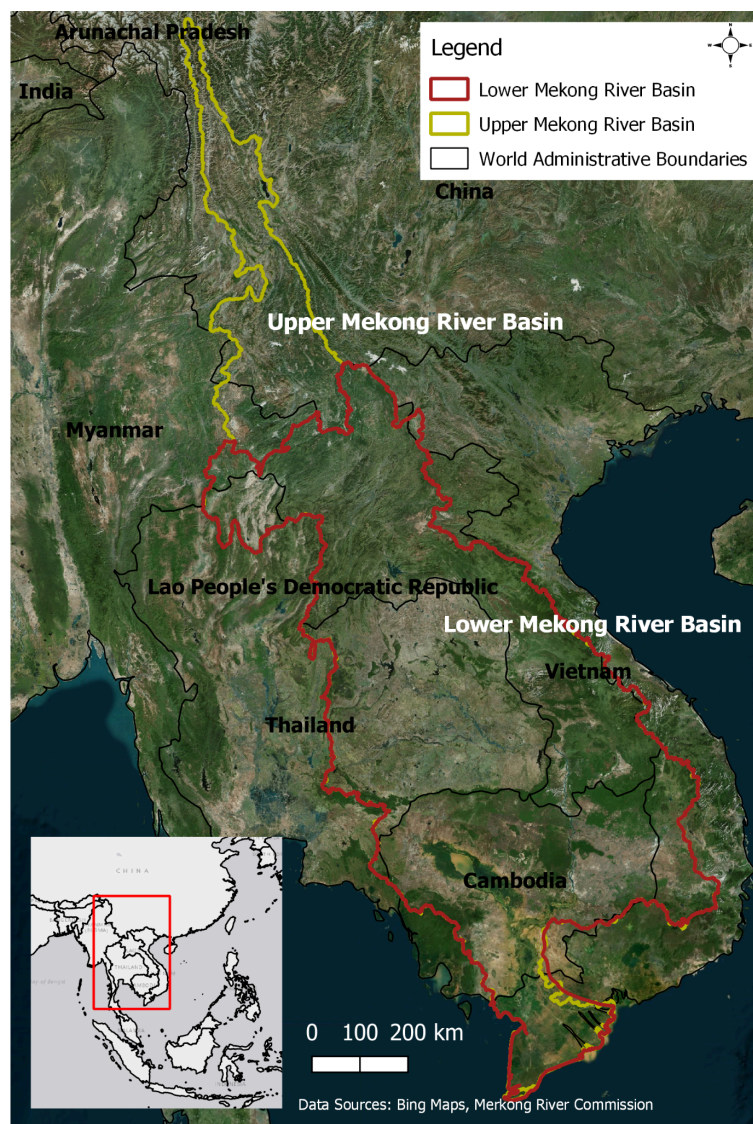 Arunachal Pradesh
India
Legend
Lower Mekong River Basin
Upper Mekong River Basin
World Administrative Boundaries
N
E
S
W
China
Upper Mekong River Basin
Myanmar
Lao People's Democratic Republic
Lower Mekong River Basin
Vietnam
Thailand
Cambodia
CHINA
THAILAND
0 100 200 km
Data Sources: Bing Maps, Merkong River Commission